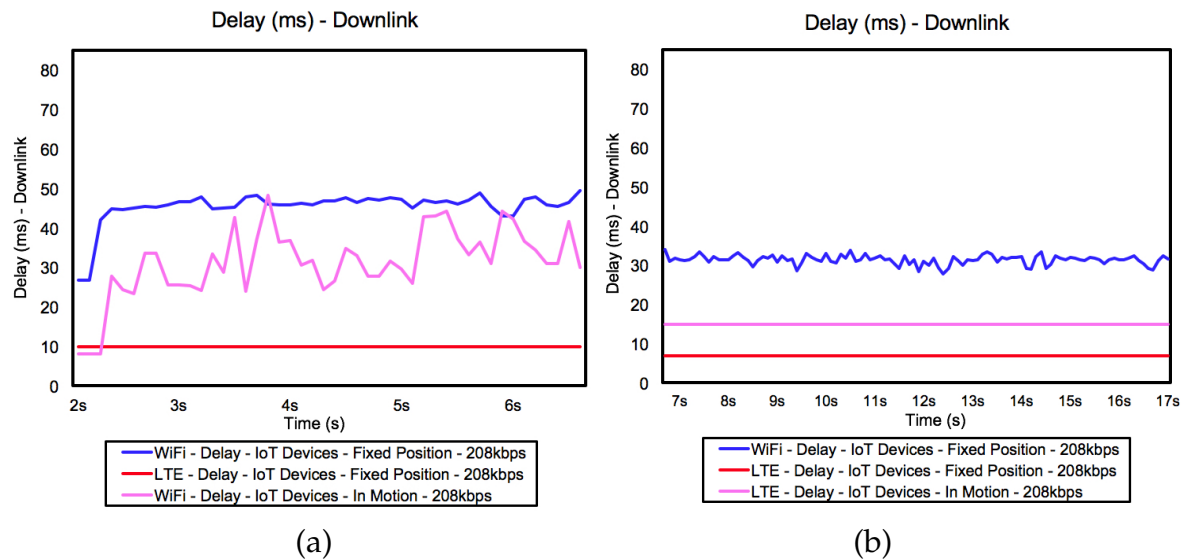 Delay (ms) - Downlink
Delay (ms) - Downlink
80
70
60
50
40
30
20
10
0
2s 3s 4s 5s 6s
Time (s)
WiFi - Delay - IoT Devices - Fixed Position - 208kbps
LTE - Delay - IoT Devices - Fixed Position - 208kbps
WiFi - Delay - IoT Devices - In Motion - 208kbps
(a)
Delay (ms) - Downlink
Delay (ms) - Downlink
80
70
60
50
40
30
20
10
0
7s 8s 9s 10s 11s 12s 13s 14s 15s 16s 17s
Time (s)
WiFi - Delay - IoT Devices - Fixed Position - 208kbps
LTE - Delay - IoT Devices - Fixed Position - 208kbps
LTE - Delay - IoT Devices - In Motion - 208kbps
(b)